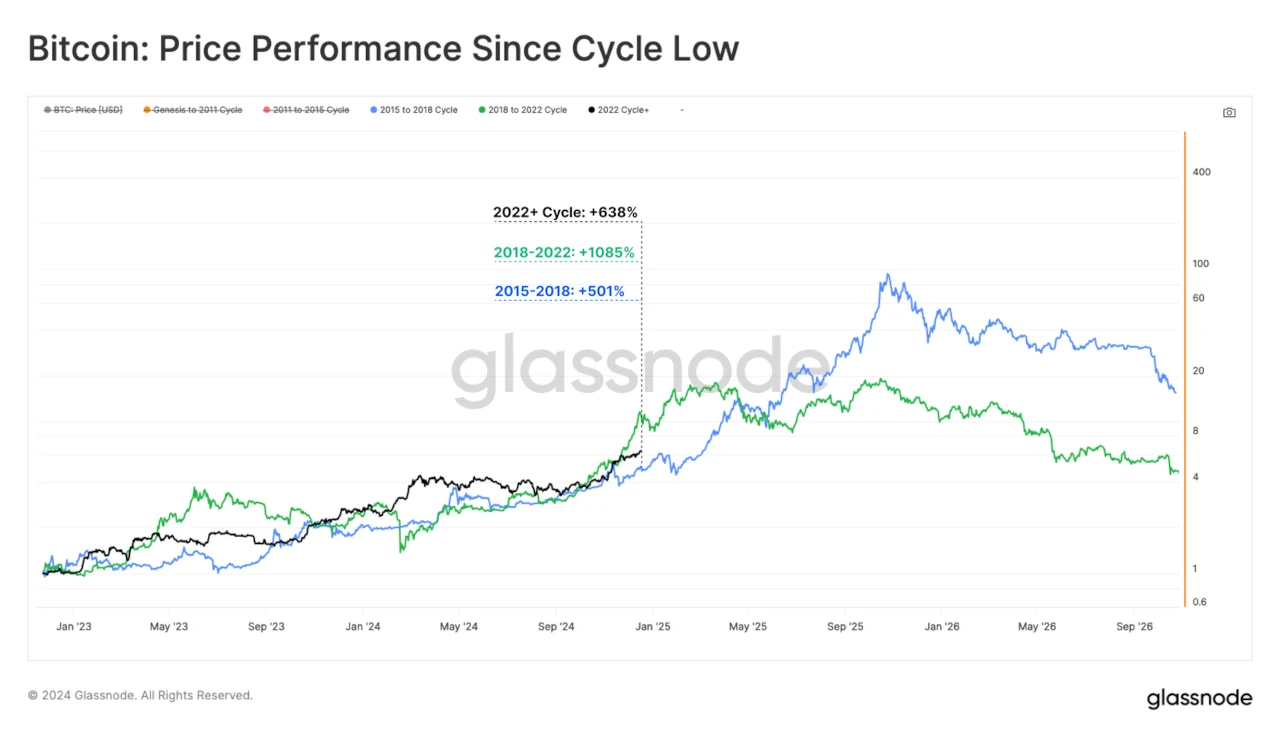 Bitcoin: Price Performance Since Cycle Low
BTC: Price [USD] Genesis to 2011 Cycle 2011 to 2015 Cycle 2015 to 2018 Cycle 2018 to 2022 Cycle 2022 Cycle+ -
400
2022+ Cycle: +638%
2018-2022: +1085%
100
2015-2018: +501%
60
glassnode
20
8
4
1
0.6
Jan '23 May '23 Sep '23 Jan '24 May '24 Sep '24 Jan '25 May '25 Sep '25 Jan '26 May '26 Sep '26
© 2024 Glassnode. All Rights Reserved.
glassnode